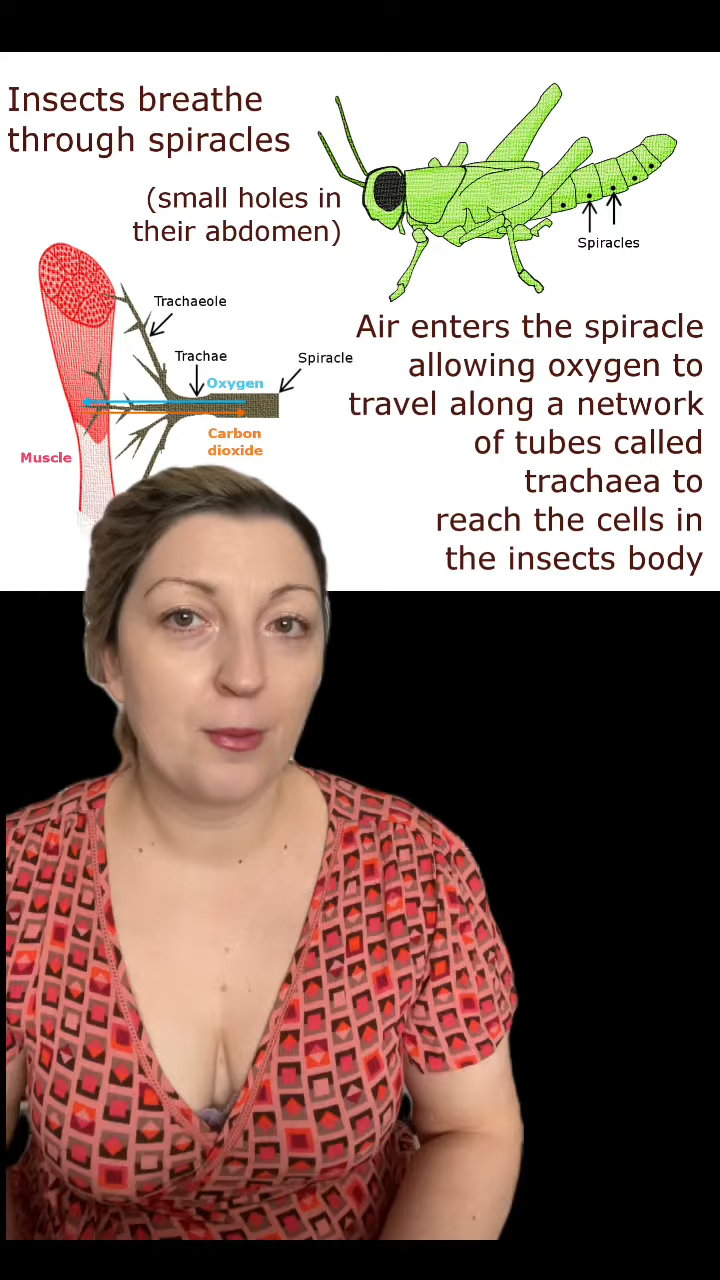 Insects breathe
through spiracles
(small holes in
their abdomen)
Spiracles
Trachaeole
Trachae
Spiracle
Oxygen
Carbon
dioxide
Muscle
Air enters the spiracle
allowing oxygen to
travel along a network
of tubes called
trachaea to
reach the cells in
the insects body